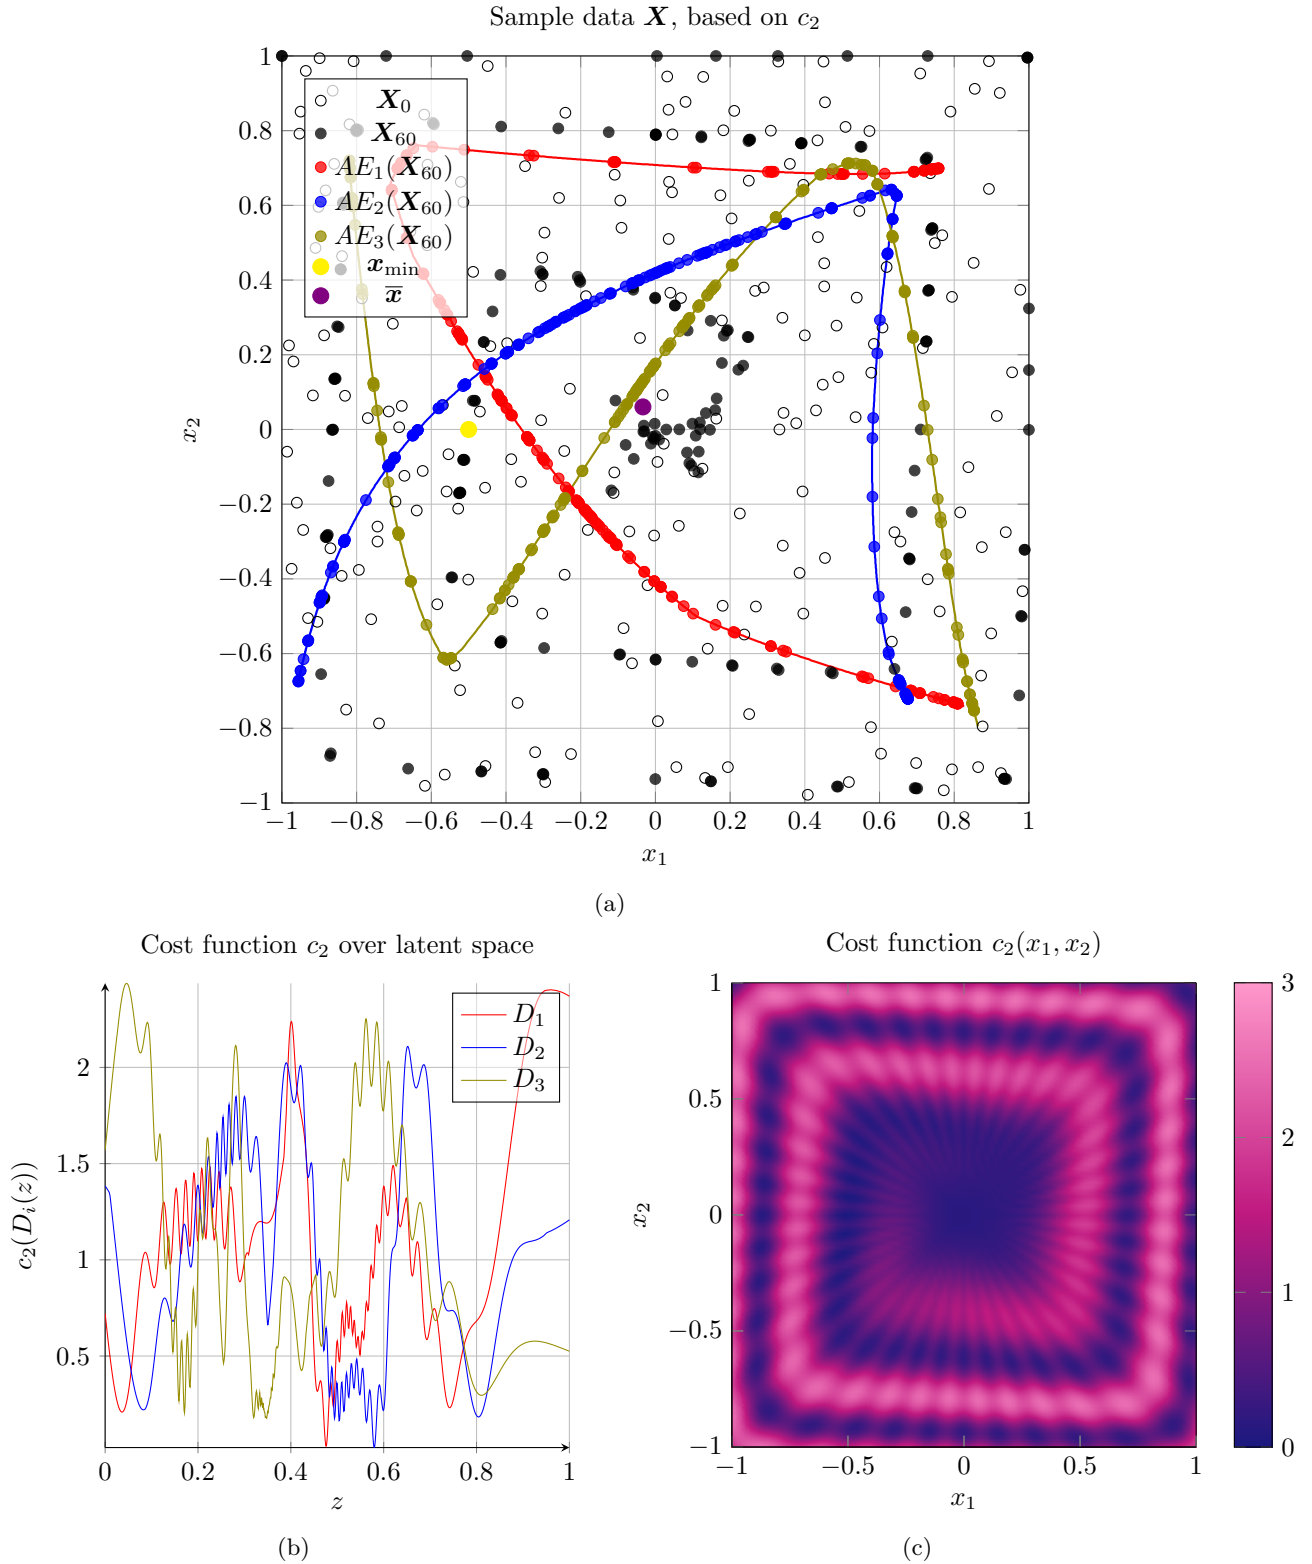 Sample data X, based on c₂
1
0.8
0.6
0.4
0.2
0
−0.2
−0.4
−0.6
−0.8
−1
x₂
X₀
X₆₀
AE₁(X₆₀)
AE₂(X₆₀)
AE₃(X₆₀)
x_min
x̅
−1 −0.8 −0.6 −0.4 −0.2 0 0.2 0.4 0.6 0.8 1
x₁
(a)
Cost function c₂ over latent space
2
1.5
1
0.5
c₂(Dᵢ(z))
D₁
D₂
D₃
0 0.2 0.4 0.6 0.8 1
z
(b)
Cost function c₂(x₁, x₂)
1
0.5
0
−0.5
−1
x₂
−1 −0.5 0 0.5 1
x₁
3
2
1
0
(c)